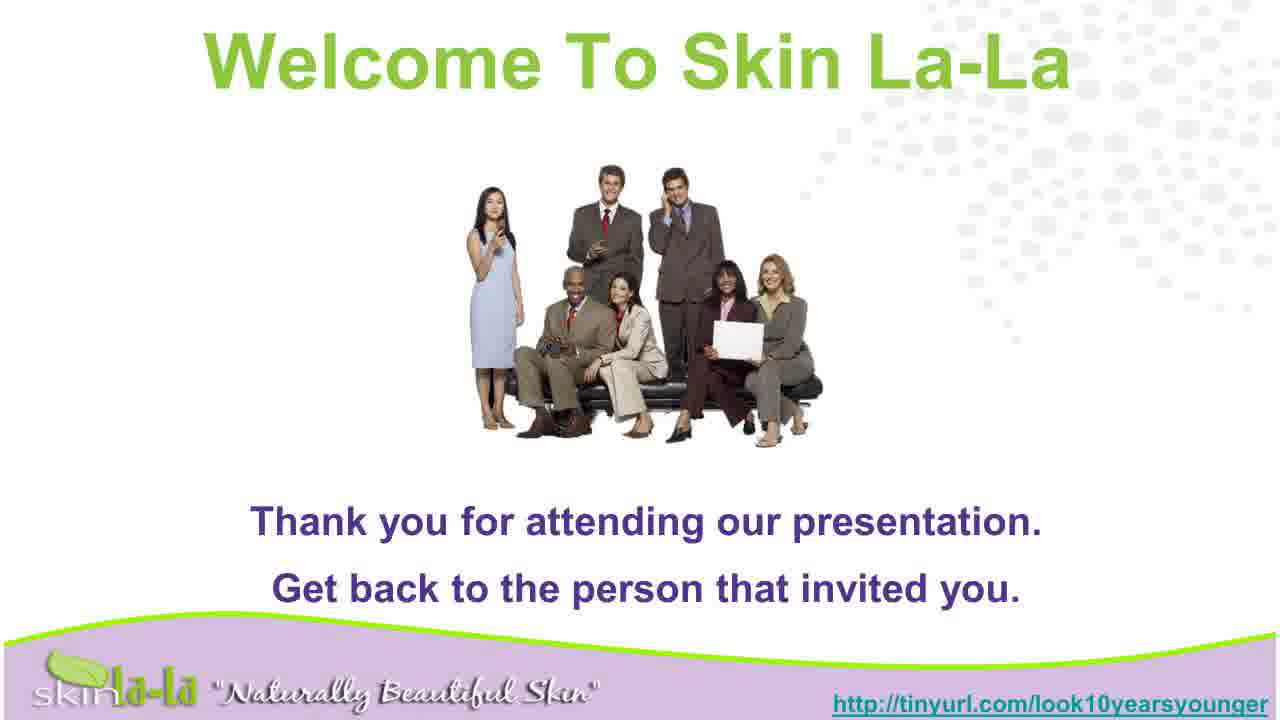 Welcome To Skin La-La
Thank you for attending our presentation.
Get back to the person that invited you.
skin la-la "Naturally Beautiful Skin"
http://tinyurl.com/look10yearsyounger